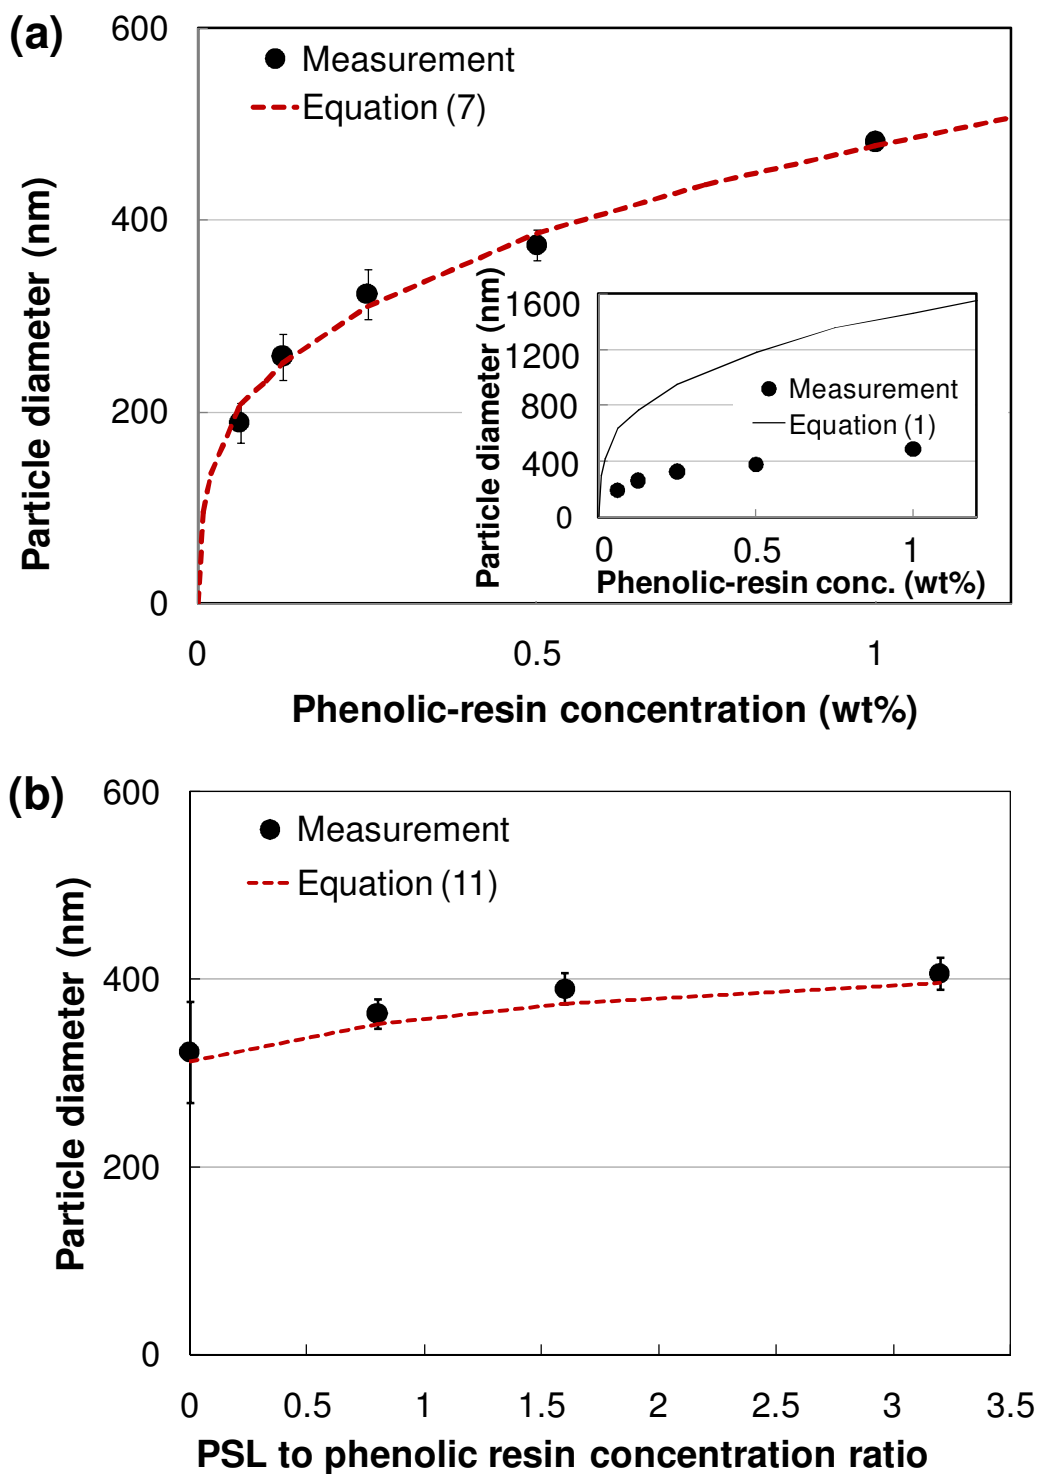 (a)
600
Measurement
Equation (7)
400
200
0
Particle diameter (nm)
0 0.5 1
Phenolic-resin concentration (wt%)
1600
1200
800
400
0
Particle diameter (nm)
Measurement
Equation (1)
0 0.5 1
Phenolic-resin conc. (wt%)
(b)
600
Measurement
Equation (11)
400
200
0
Particle diameter (nm)
0 0.5 1 1.5 2 2.5 3 3.5
PSL to phenolic resin concentration ratio